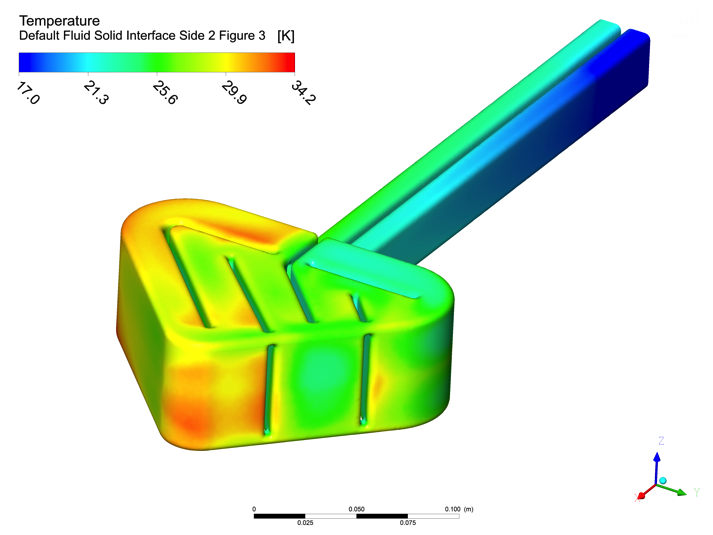 Temperature
Default Fluid Solid Interface Side 2 Figure 3 [K]
17.0 21.3 25.6 29.9 34.2
Z
Y
X
0 0.050 0.100 (m)
0.025 0.075